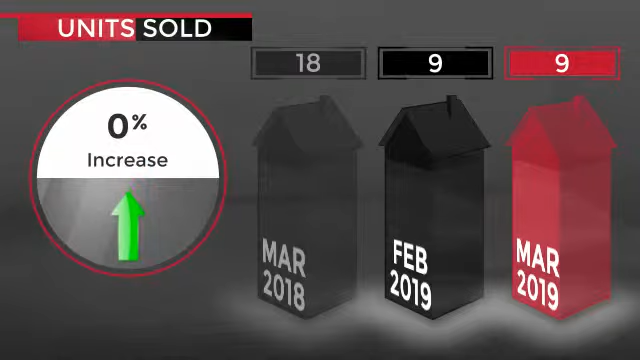 UNITS SOLD
18
9
9
0%
Increase
MAR
2018
FEB
2019
MAR
2019